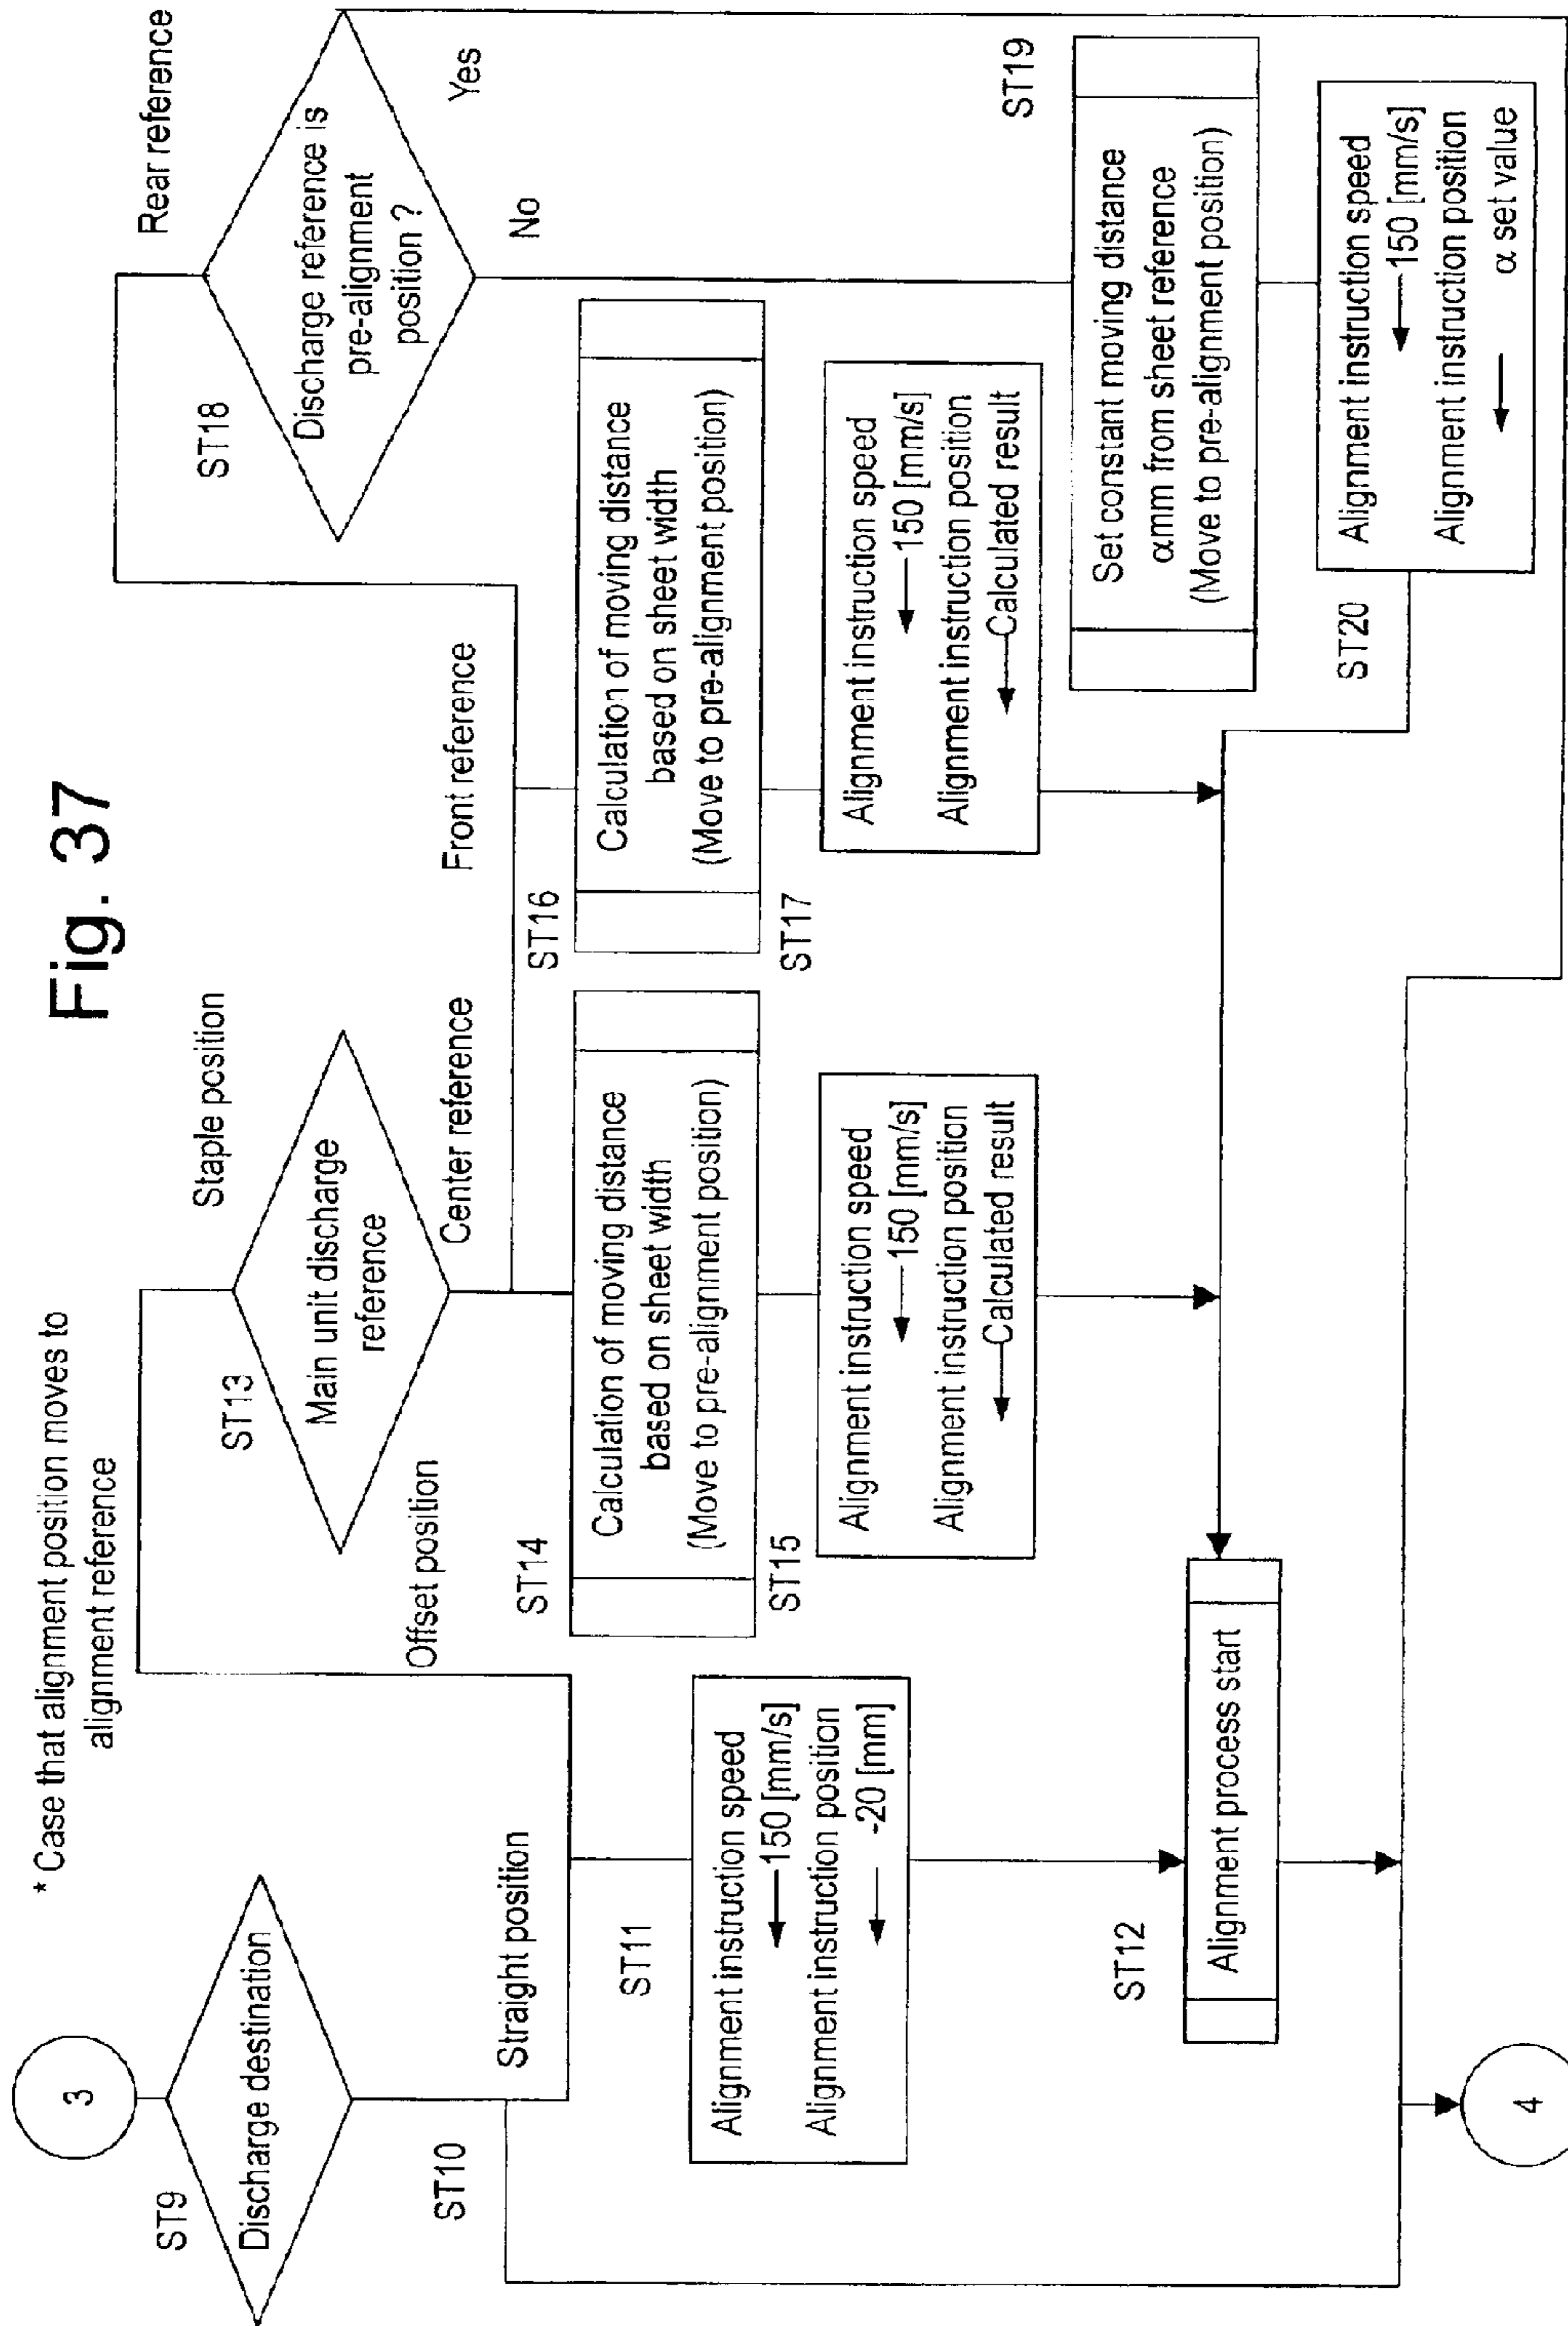 Fig. 37
* Case that alignment position moves to
alignment reference
3
ST9
Discharge destination
ST10
Straight position
ST11
Alignment instruction speed
←150 [mm/s]
Alignment instruction position
← -20 [mm]
ST12
Alignment process start
4
Offset position
ST13
Staple position
Main unit discharge
reference
Center reference
ST14
Calculation of moving distance
based on sheet width
(Move to pre-alignment position)
ST15
Alignment instruction speed
←150 [mm/s]
Alignment instruction position
←Calculated result
Front reference
ST16
Calculation of moving distance
based on sheet width
(Move to pre-alignment position)
ST17
Alignment instruction speed
←150 [mm/s]
Alignment instruction position
←Calculated result
Rear reference
ST18
Discharge reference is
pre-alignment
position ?
Yes
No
ST19
Set constant moving distance
αmm from sheet reference
(Move to pre-alignment position)
ST20
Alignment instruction speed
←150 [mm/s]
Alignment instruction position
← α set value